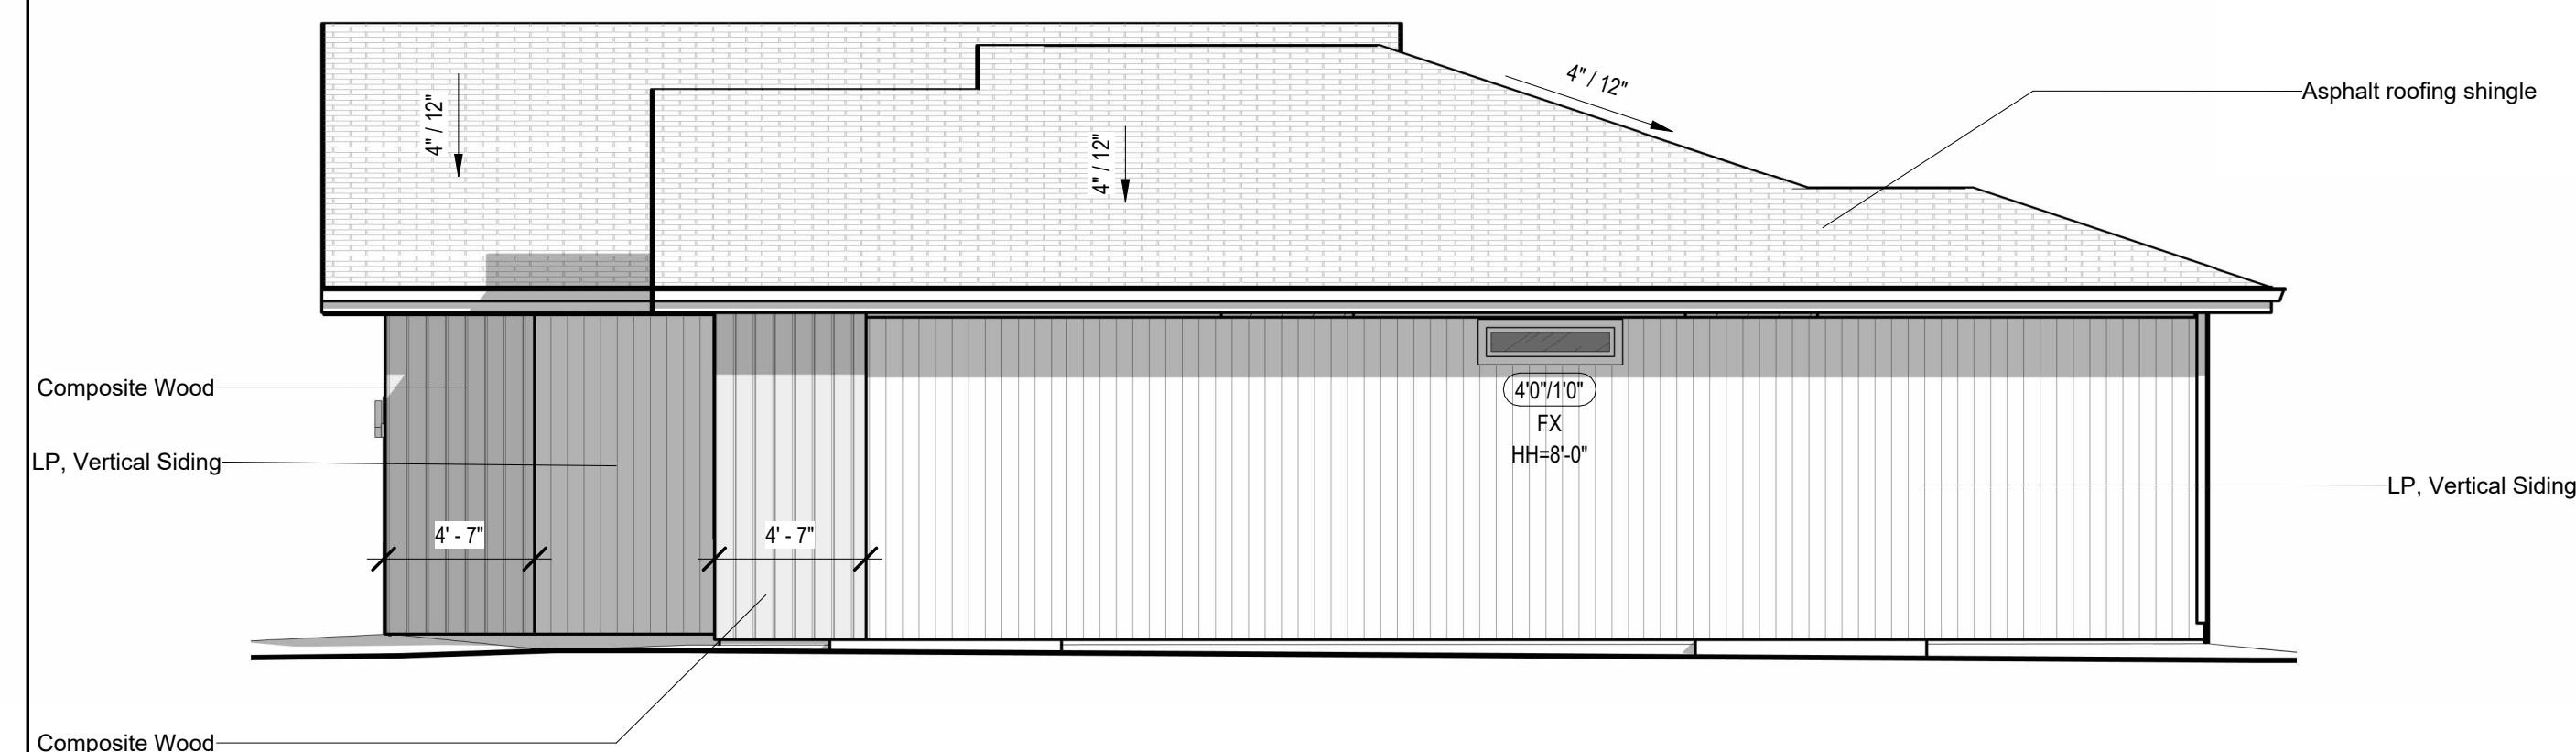 4" / 12"
Asphalt roofing shingle
4" / 12"
4" / 12"
Composite Wood
4'0"/1'0"
FX
HH=8'-0"
LP, Vertical Siding
LP, Vertical Siding
4' - 7"
4' - 7"
Composite Wood